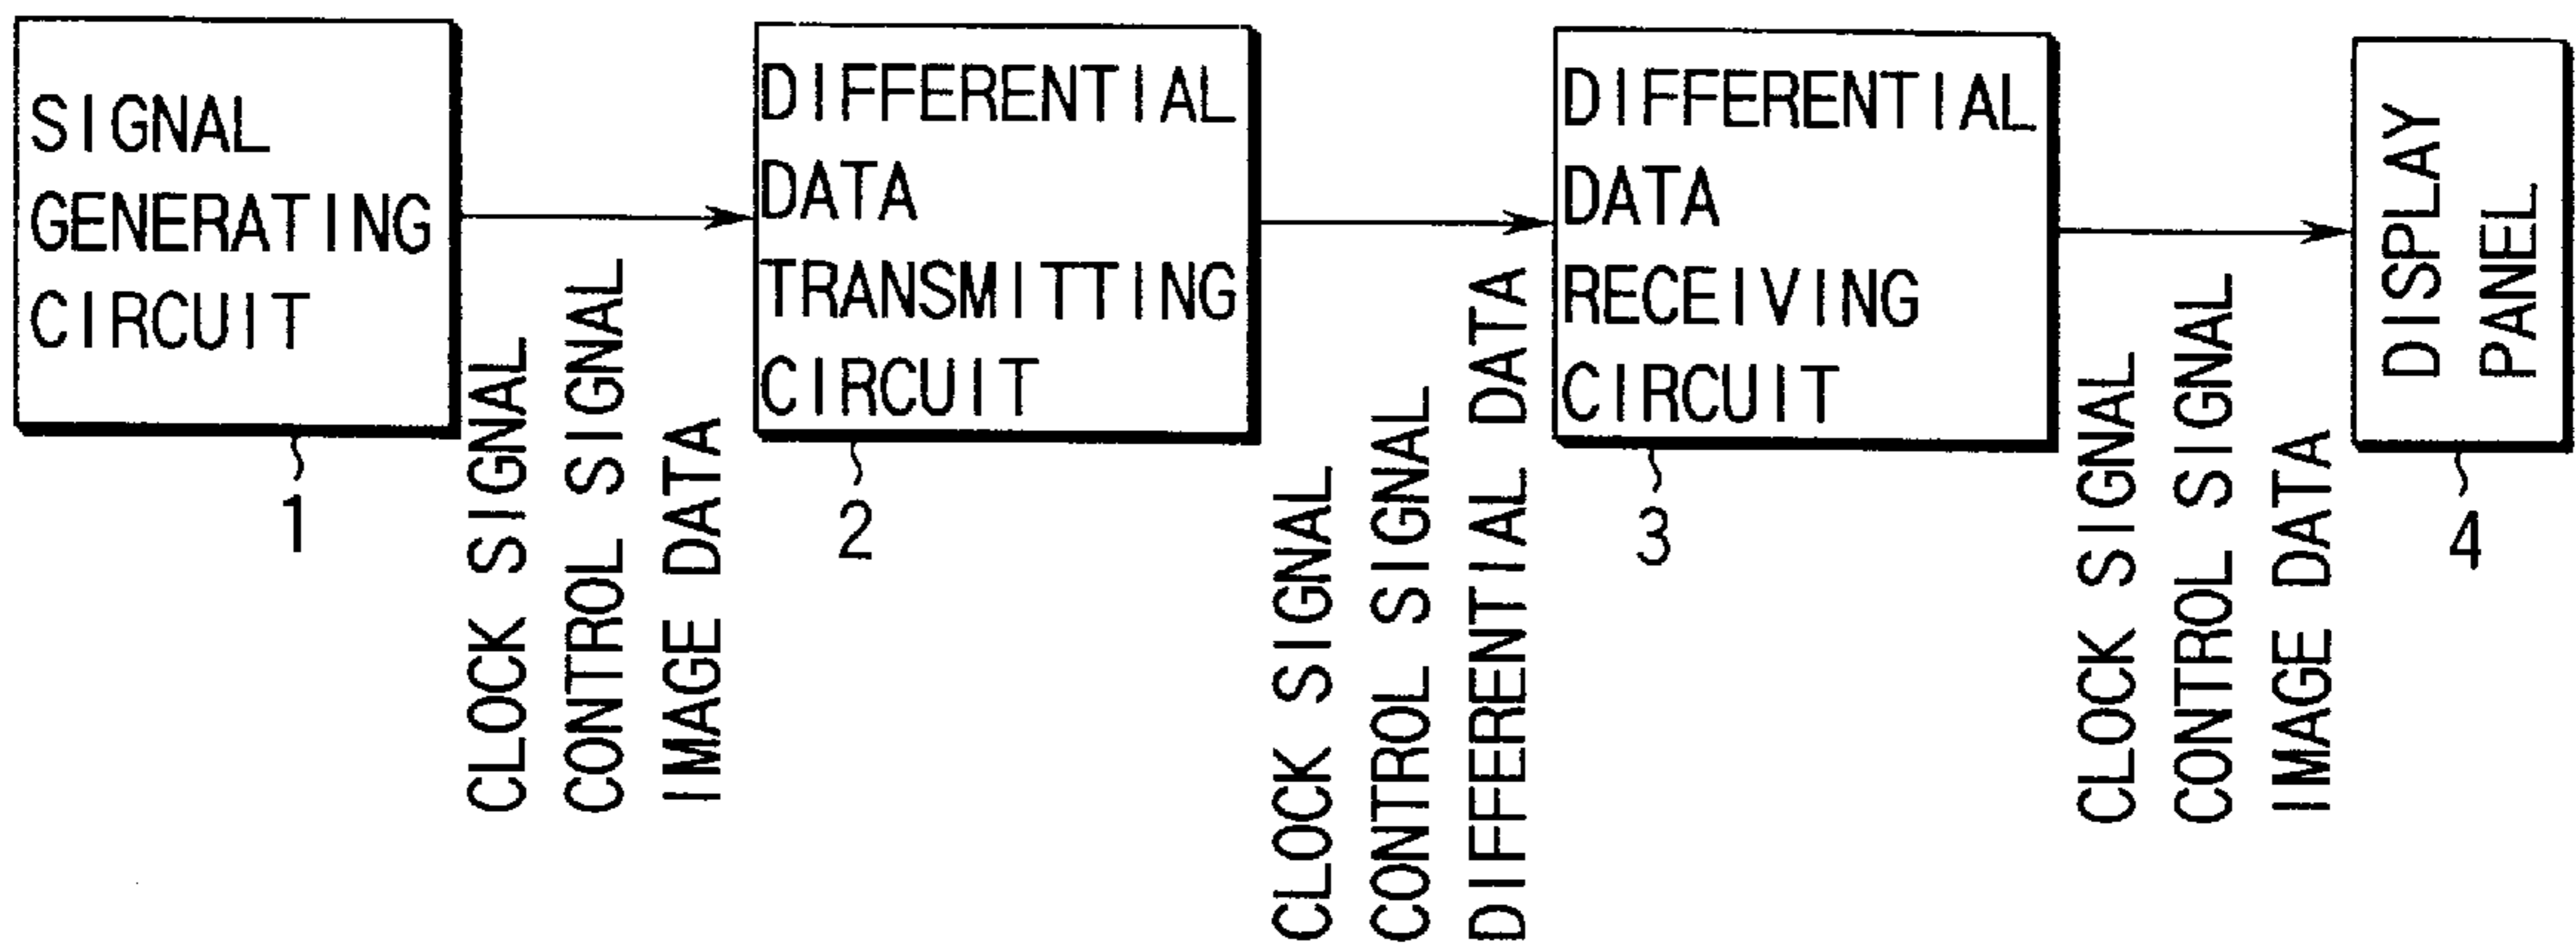 SIGNAL
GENERATING
CIRCUIT
1
CLOCK SIGNAL
CONTROL SIGNAL
IMAGE DATA
DIFFERENTIAL
DATA
TRANSMITTING
CIRCUIT
2
CLOCK SIGNAL
CONTROL SIGNAL
DIFFERENTIAL DATA
DIFFERENTIAL
DATA
RECEIVING
CIRCUIT
3
CLOCK SIGNAL
CONTROL SIGNAL
IMAGE DATA
DISPLAY
PANEL
4